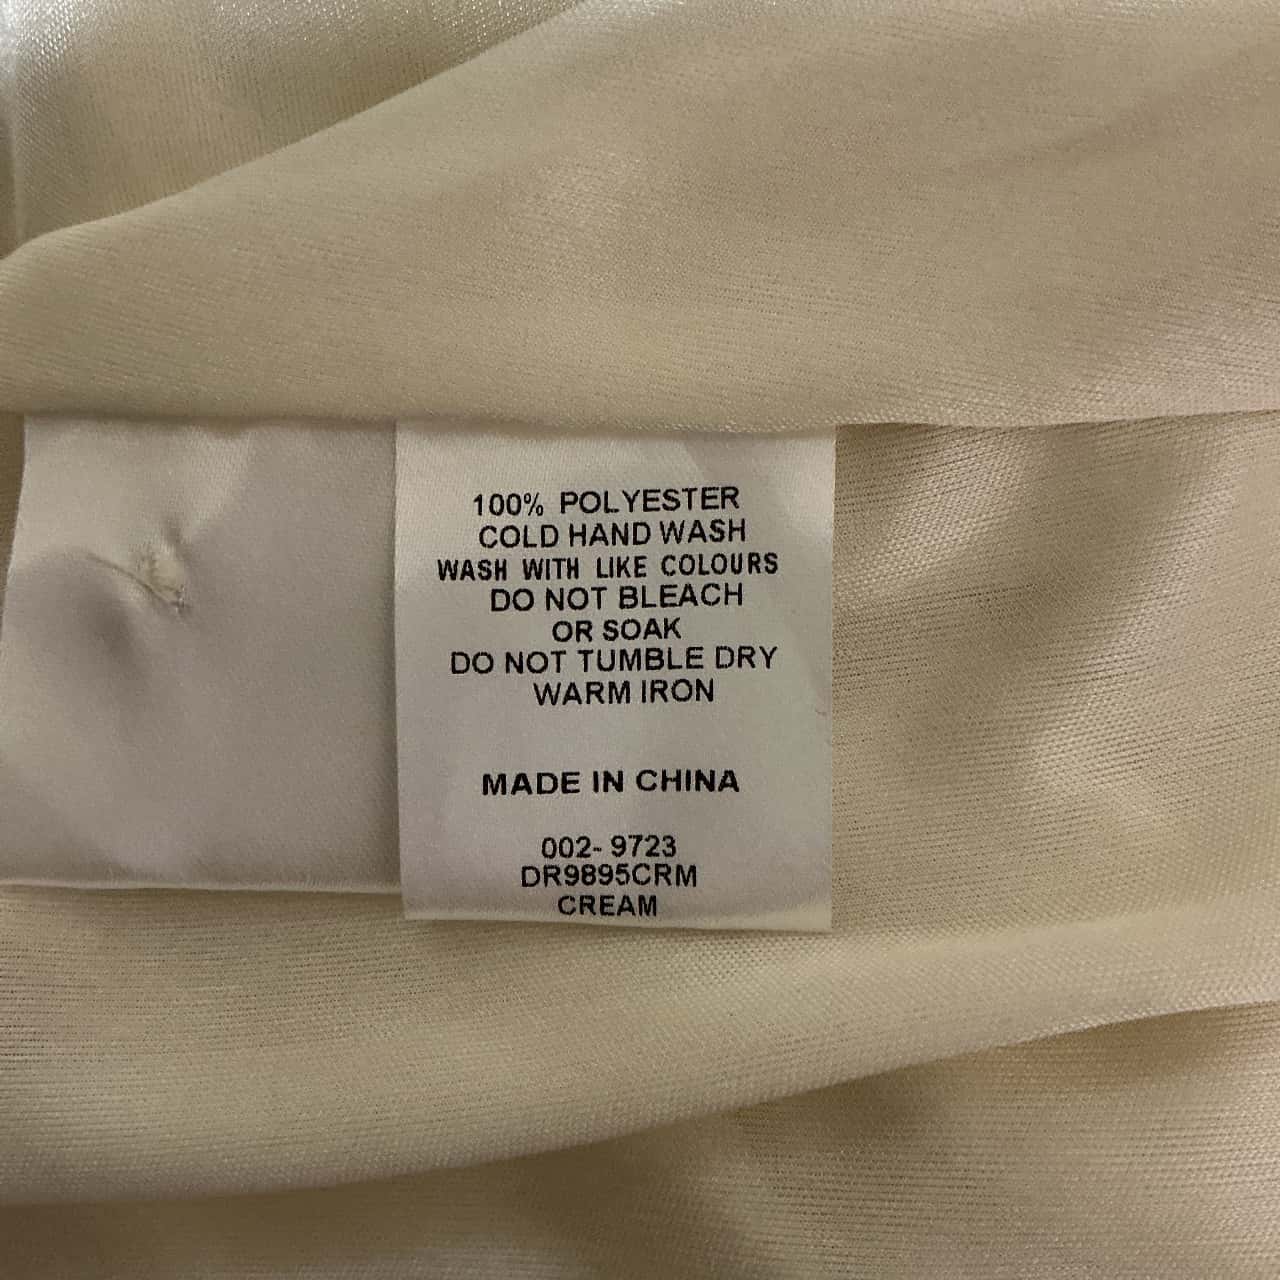 100% POLYESTER
COLD HAND WASH
WASH WITH LIKE COLOURS
DO NOT BLEACH
OR SOAK
DO NOT TUMBLE DRY
WARM IRON
MADE IN CHINA
002- 9723
DR9895CRM
CREAM